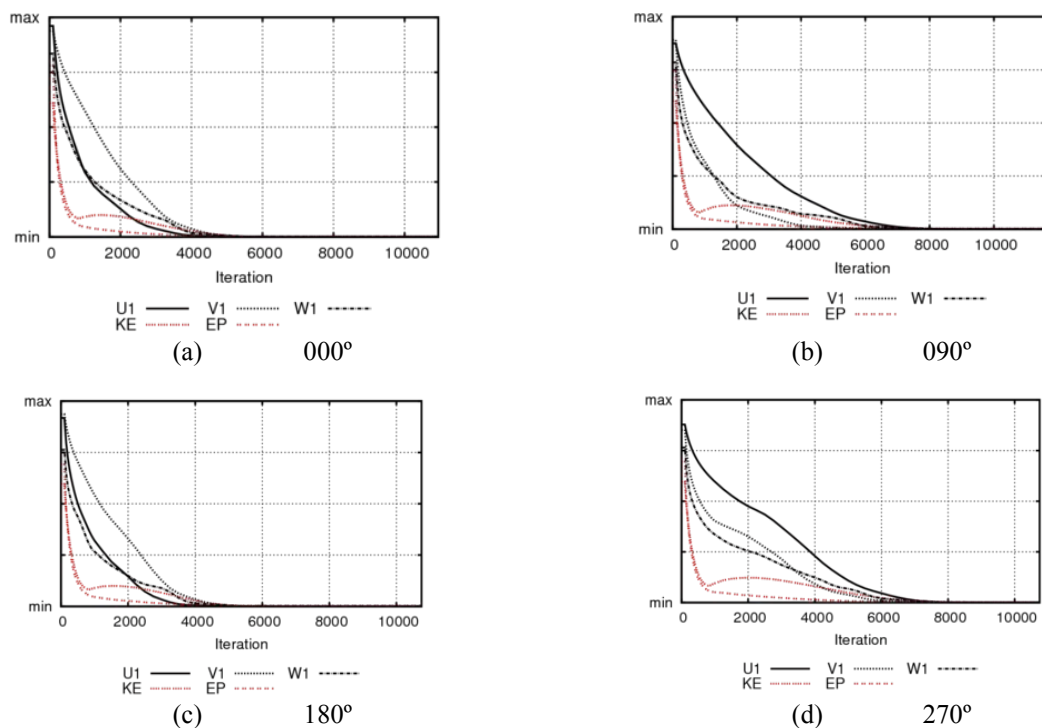 max
min
0 2000 4000 6000 8000 10000
Iteration
U1 V1 W1
KE EP
(a) 000º
max
min
0 2000 4000 6000 8000 10000
Iteration
U1 V1 W1
KE EP
(b) 090º
max
min
0 2000 4000 6000 8000 10000
Iteration
U1 V1 W1
KE EP
(c) 180º
max
min
0 2000 4000 6000 8000 10000
Iteration
U1 V1 W1
KE EP
(d) 270º